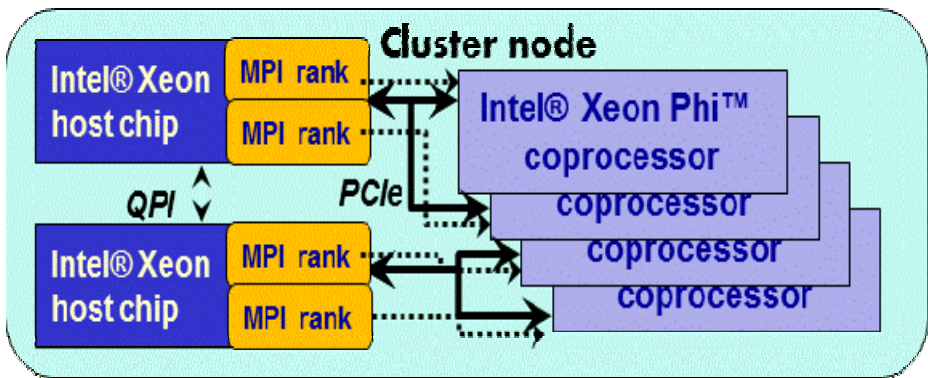 Cluster node
Intel® Xeon
host chip
MPI rank
MPI rank
Intel® Xeon Phi™
coprocessor
QPI
PCIe
coprocessor
coprocessor
coprocessor
Intel® Xeon
host chip
MPI rank
MPI rank